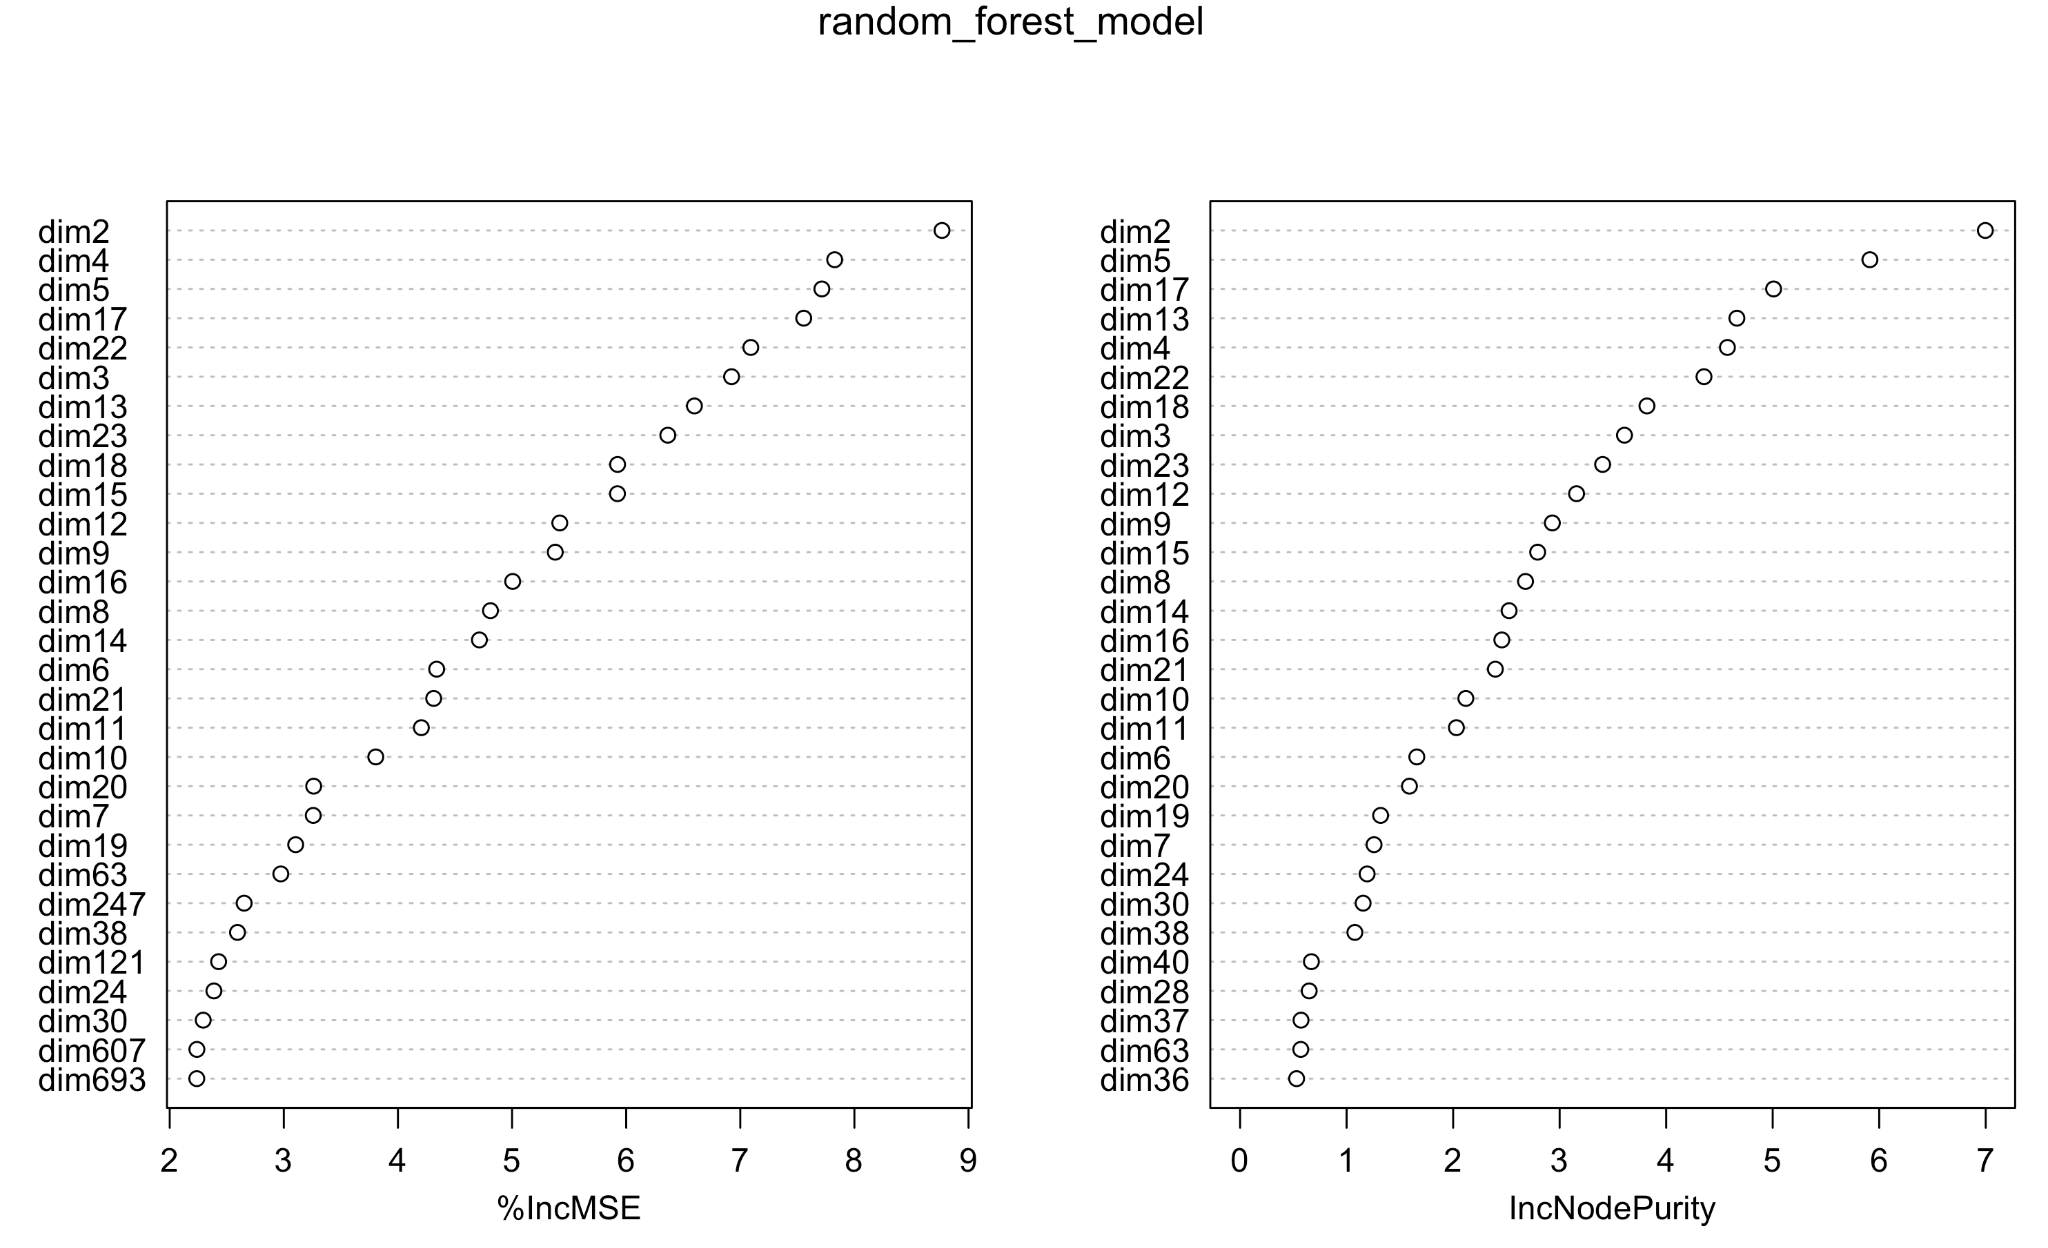 random_forest_model
dim2
dim4
dim5
dim17
dim22
dim3
dim13
dim23
dim18
dim15
dim12
dim9
dim16
dim8
dim14
dim6
dim21
dim11
dim10
dim20
dim7
dim19
dim63
dim247
dim38
dim121
dim24
dim30
dim607
dim693
2 3 4 5 6 7 8 9
%IncMSE
dim2
dim5
dim17
dim13
dim4
dim22
dim18
dim3
dim23
dim12
dim9
dim15
dim8
dim14
dim16
dim21
dim10
dim11
dim6
dim20
dim19
dim7
dim24
dim30
dim38
dim40
dim28
dim37
dim63
dim36
0 1 2 3 4 5 6 7
IncNodePurity